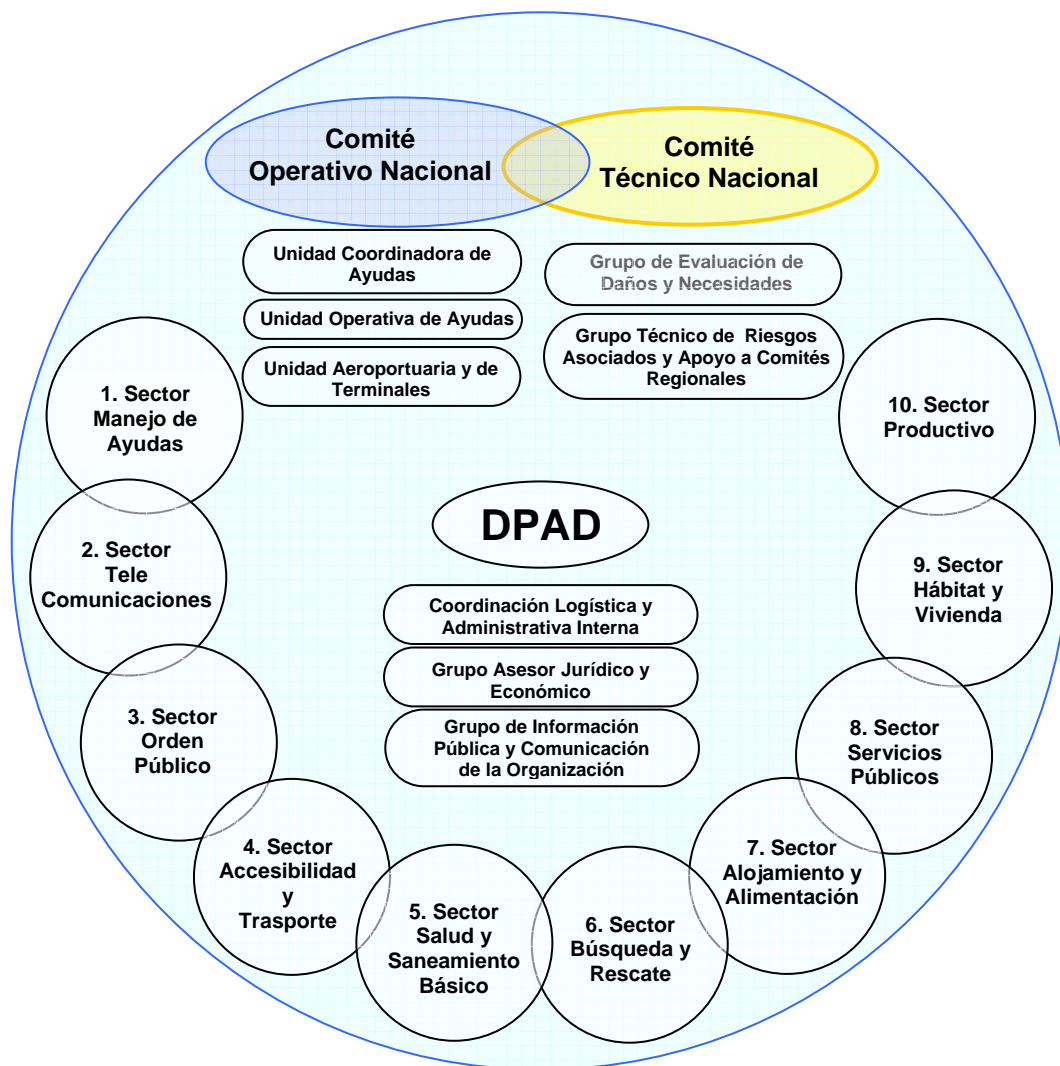 Comité
Operativo Nacional
Comité
Técnico Nacional
Unidad Coordinadora de
Ayudas
Unidad Operativa de Ayudas
Unidad Aeroportuaria y de
Terminales
Grupo de Evaluación de
Daños y Necesidades
Grupo Técnico de Riesgos
Asociados y Apoyo a Comités
Regionales
1. Sector
Manejo de
Ayudas
2. Sector
Tele
Comunicaciones
3. Sector
Orden
Público
4. Sector
Accesibilidad
y
Trasporte
5. Sector
Salud y
Saneamiento
Básico
6. Sector
Búsqueda y
Rescate
7. Sector
Alojamiento y
Alimentación
8. Sector
Servicios
Públicos
9. Sector
Hábitat y
Vivienda
10. Sector
Productivo
DPAD
Coordinación Logística y
Administrativa Interna
Grupo Asesor Jurídico y
Económico
Grupo de Información
Pública y Comunicación
de la Organización